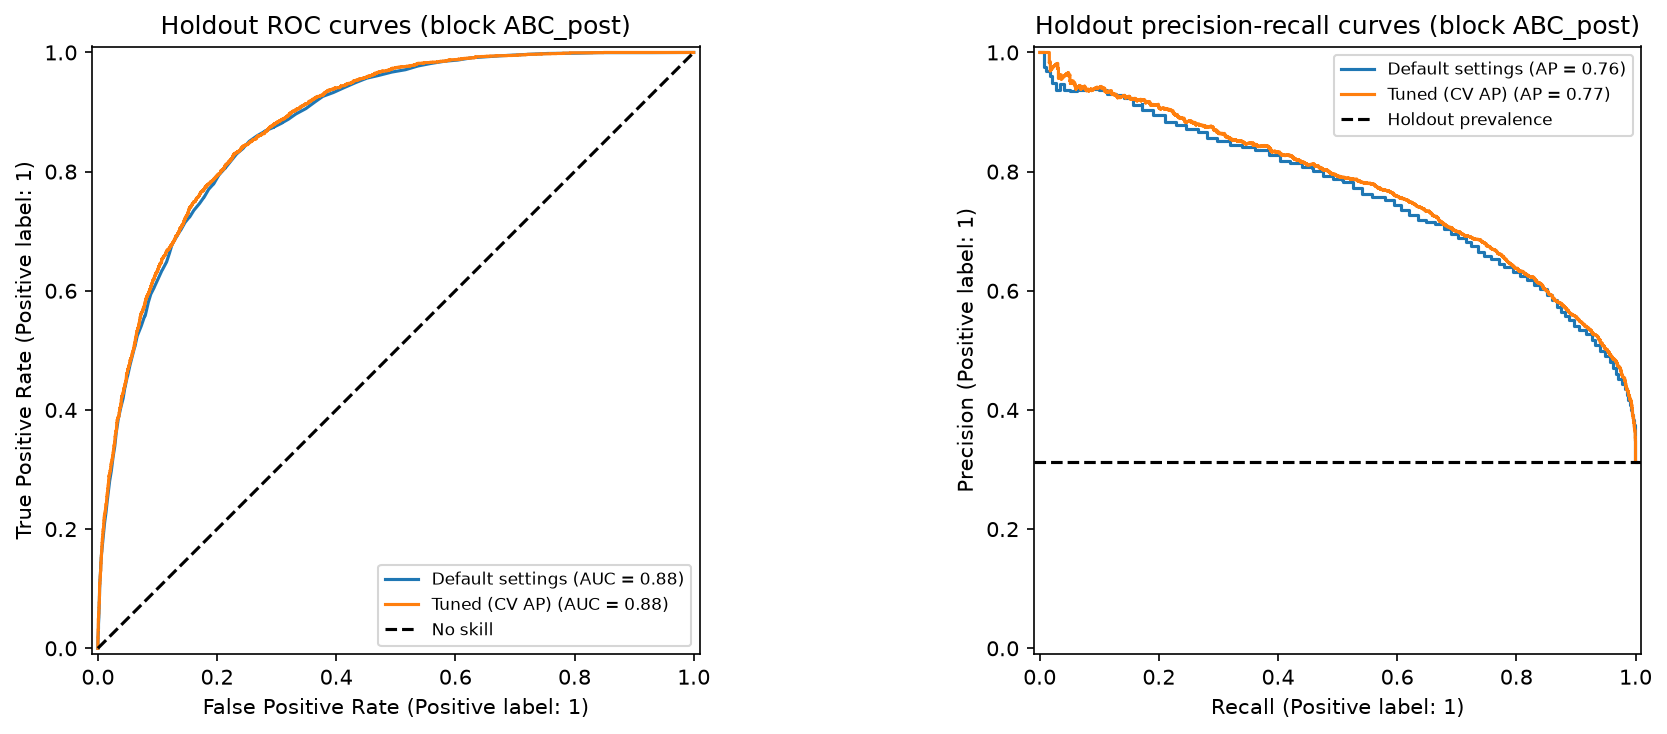 Holdout ROC curves (block ABC_post)
1.0
0.8
0.6
0.4
0.2
0.0
True Positive Rate (Positive label: 1)
Default settings (AUC = 0.88)
Tuned (CV AP) (AUC = 0.88)
No skill
0.0 0.2 0.4 0.6 0.8 1.0
False Positive Rate (Positive label: 1)
Holdout precision-recall curves (block ABC_post)
1.0
0.8
0.6
0.4
0.2
0.0
Precision (Positive label: 1)
Default settings (AP = 0.76)
Tuned (CV AP) (AP = 0.77)
Holdout prevalence
0.0 0.2 0.4 0.6 0.8 1.0
Recall (Positive label: 1)